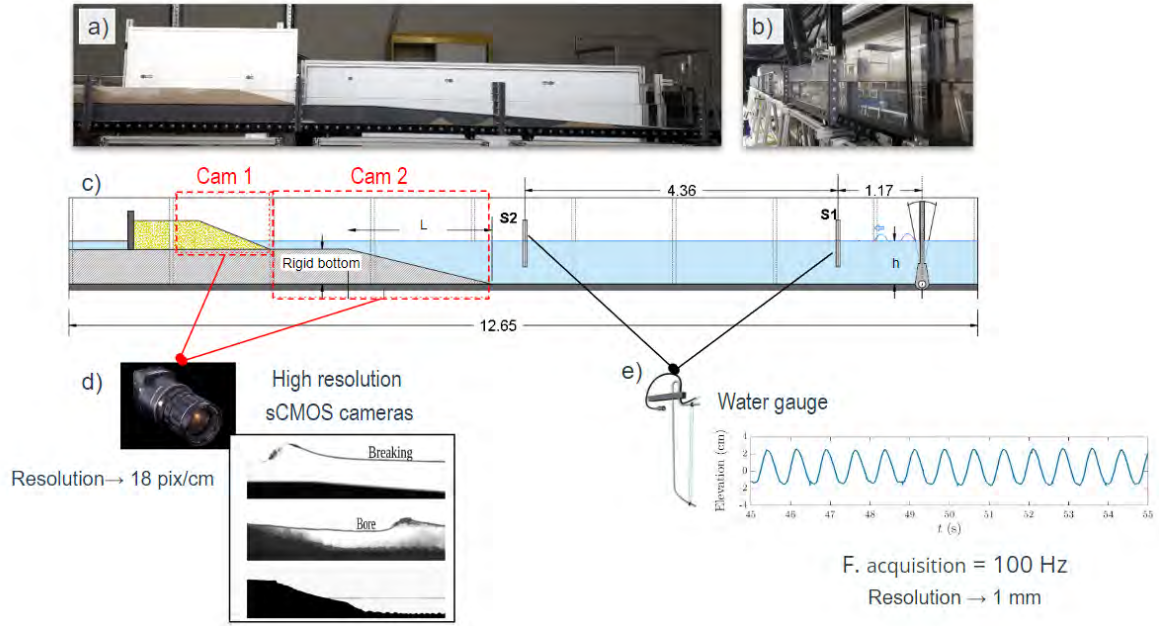 a)
b)
c)
Cam 1
Cam 2
4.36
1.17
S2
S1
L
Rigid bottom
h
12.65
d)
High resolution
sCMOS cameras
Resolution→ 18 pix/cm
Breaking
Bore
e)
Water gauge
Elevation (cm)
4
2
0
-2
-4
45
46
47
48
49
50
51
52
53
54
55
t (s)
F. acquisition = 100 Hz
Resolution → 1 mm